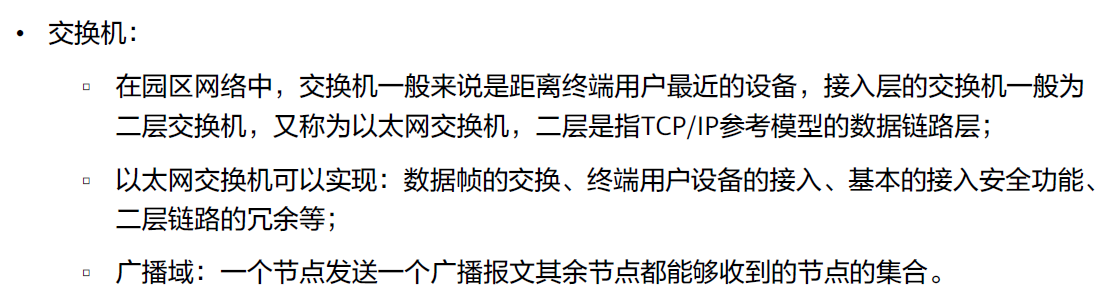 • 交换机：
▫ 在园区网络中，交换机一般来说是距离终端用户最近的设备，接入层的交换机一般为
二层交换机，又称为以太网交换机，二层是指TCP/IP参考模型的数据链路层；
▫ 以太网交换机可以实现：数据帧的交换、终端用户设备的接入、基本的接入安全功能、
二层链路的冗余等；
▫ 广播域：一个节点发送一个广播报文其余节点都能够收到的节点的集合。